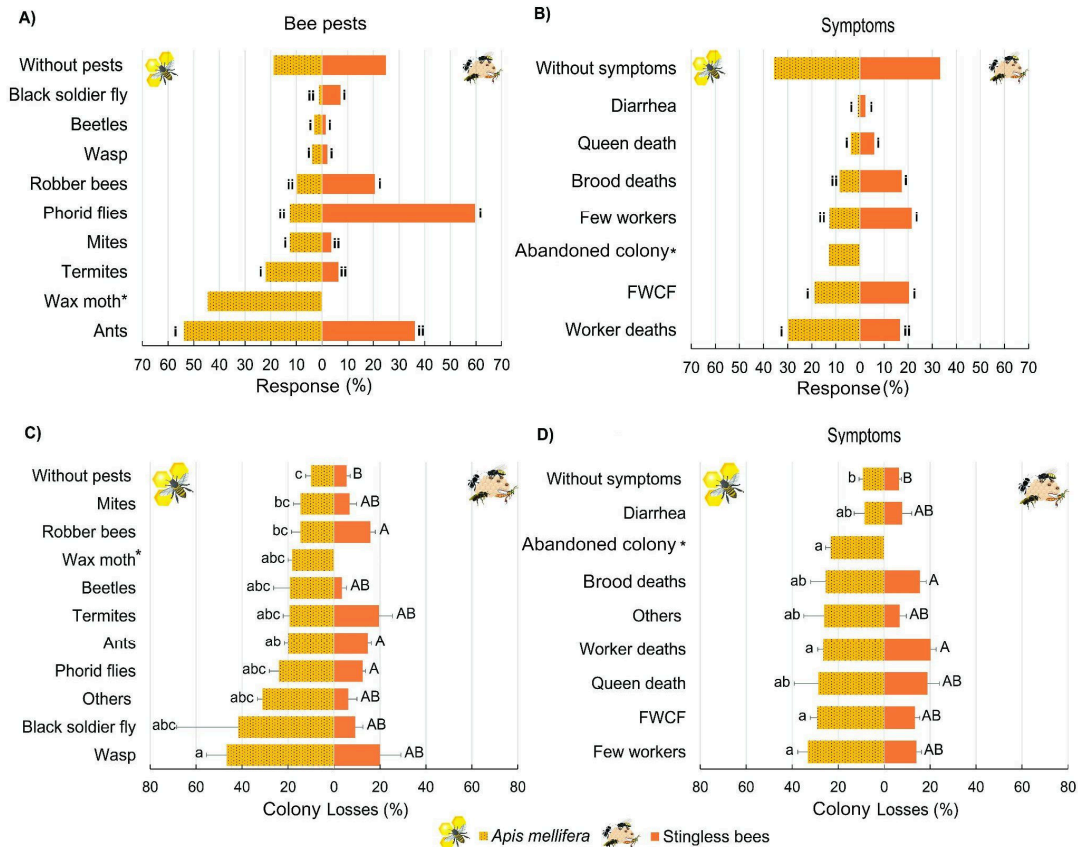 A)
Bee pests
Without pests
Black soldier fly
ii
i
Beetles
i
i
Wasp
i
i
Robber bees
ii
i
Phorid flies
ii
i
Mites
i
ii
Termites
i
ii
Wax moth*
Ants
i
ii
70 60 50 40 30 20 10 0 10 20 30 40 50 60 70
Response (%)
B)
Symptoms
Without symptoms
Diarrhea
i
i
Queen death
i
i
Brood deaths
ii
i
Few workers
ii
i
Abandoned colony*
FWCF
i
i
Worker deaths
i
ii
70 60 50 40 30 20 10 0 10 20 30 40 50 60 70
Response (%)
C)
Without pests
c
B
Mites
bc
AB
Robber bees
bc
A
Wax moth*
abc
Beetles
abc
AB
Termites
abc
AB
Ants
ab
A
Phorid flies
abc
A
Others
abc
AB
Black soldier fly
abc
AB
Wasp
a
AB
80 60 40 20 0 20 40 60 80
Colony Losses (%)
D)
Symptoms
Without symptoms
b
B
Diarrhea
ab
AB
Abandoned colony *
a
Brood deaths
ab
A
Others
ab
AB
Worker deaths
a
A
Queen death
ab
AB
FWCF
a
AB
Few workers
a
AB
80 60 40 20 0 20 40 60 80
Colony Losses (%)
Apis mellifera
Stingless bees